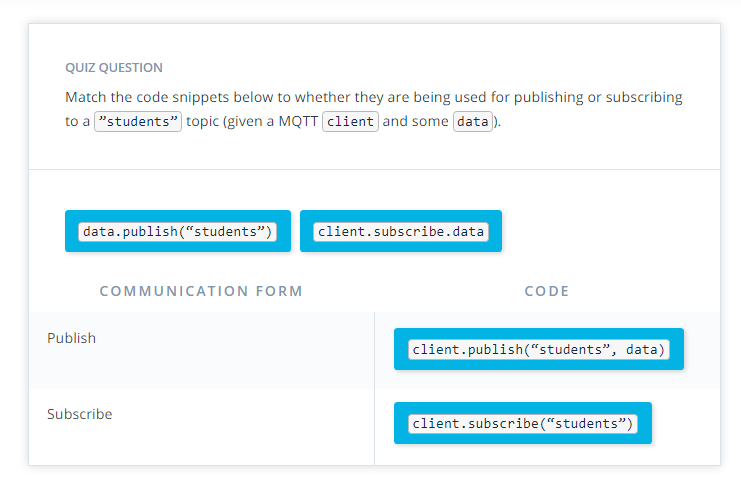 QUIZ QUESTION
Match the code snippets below to whether they are being used for publishing or subscribing
to a ”students” topic (given a MQTT client and some data).
data.publish(“students”) client.subscribe.data
COMMUNICATION FORM CODE
Publish client.publish(“students”, data)
Subscribe client.subscribe(“students”)